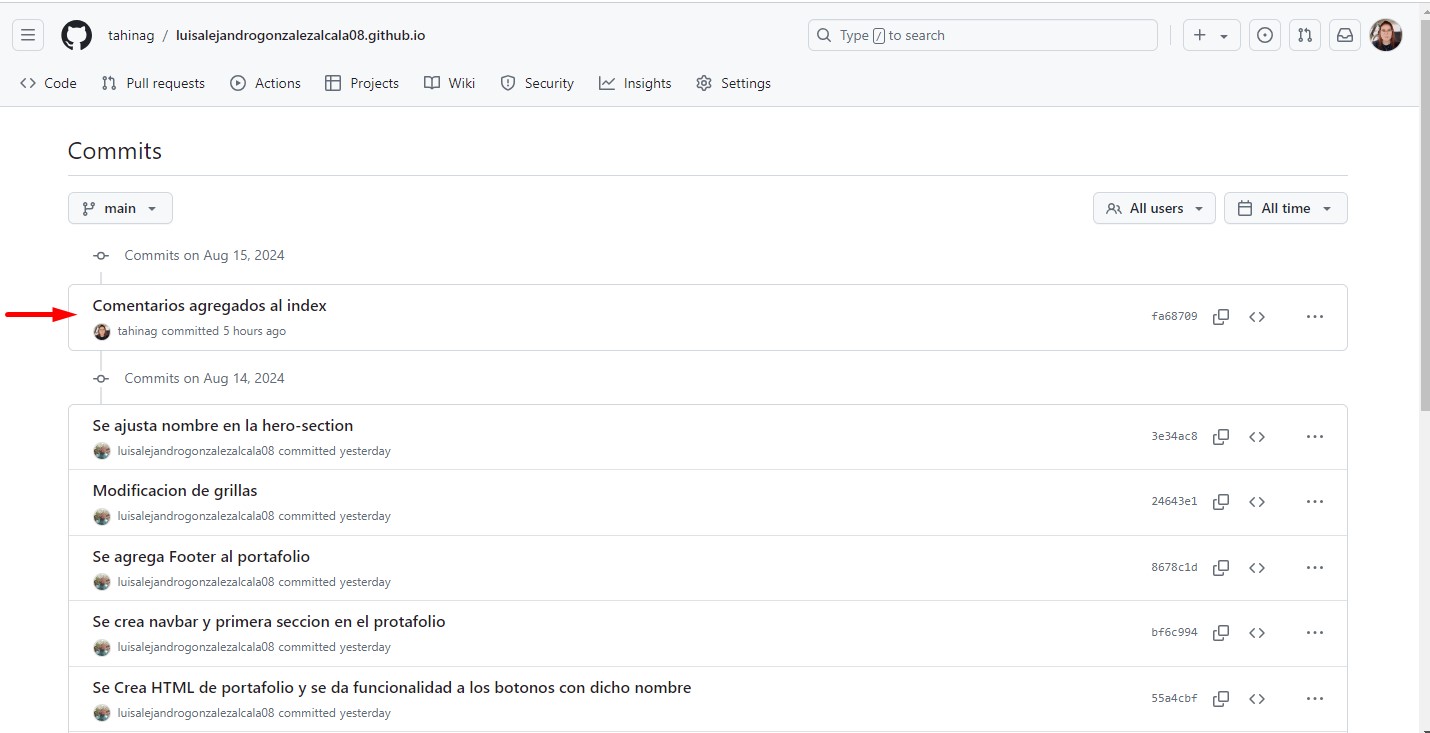 tahinag / luisalejandrogonzalezalcala08.github.io
Type / to search
Code Pull requests Actions Projects Wiki Security Insights Settings
Commits
main
All users All time
Commits on Aug 15, 2024
Comentarios agregados al index
fa68709
tahinag committed 5 hours ago
Commits on Aug 14, 2024
Se ajusta nombre en la hero-section
3e34ac8
luisalejandrogonzalezalcala08 committed yesterday
Modificacion de grillas
24643e1
luisalejandrogonzalezalcala08 committed yesterday
Se agrega Footer al portafolio
8678c1d
luisalejandrogonzalezalcala08 committed yesterday
Se crea navbar y primera seccion en el protafolio
bf6c994
luisalejandrogonzalezalcala08 committed yesterday
Se Crea HTML de portafolio y se da funcionalidad a los botonos con dicho nombre
55a4cbf
luisalejandrogonzalezalcala08 committed yesterday